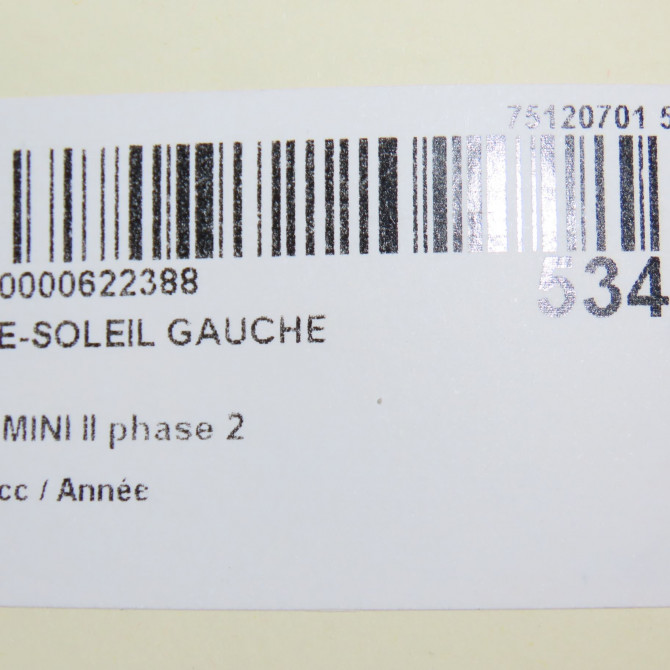 75120701 5
0000622388
534
E-SOLEIL GAUCHE
MINI II phase 2
cc / Année